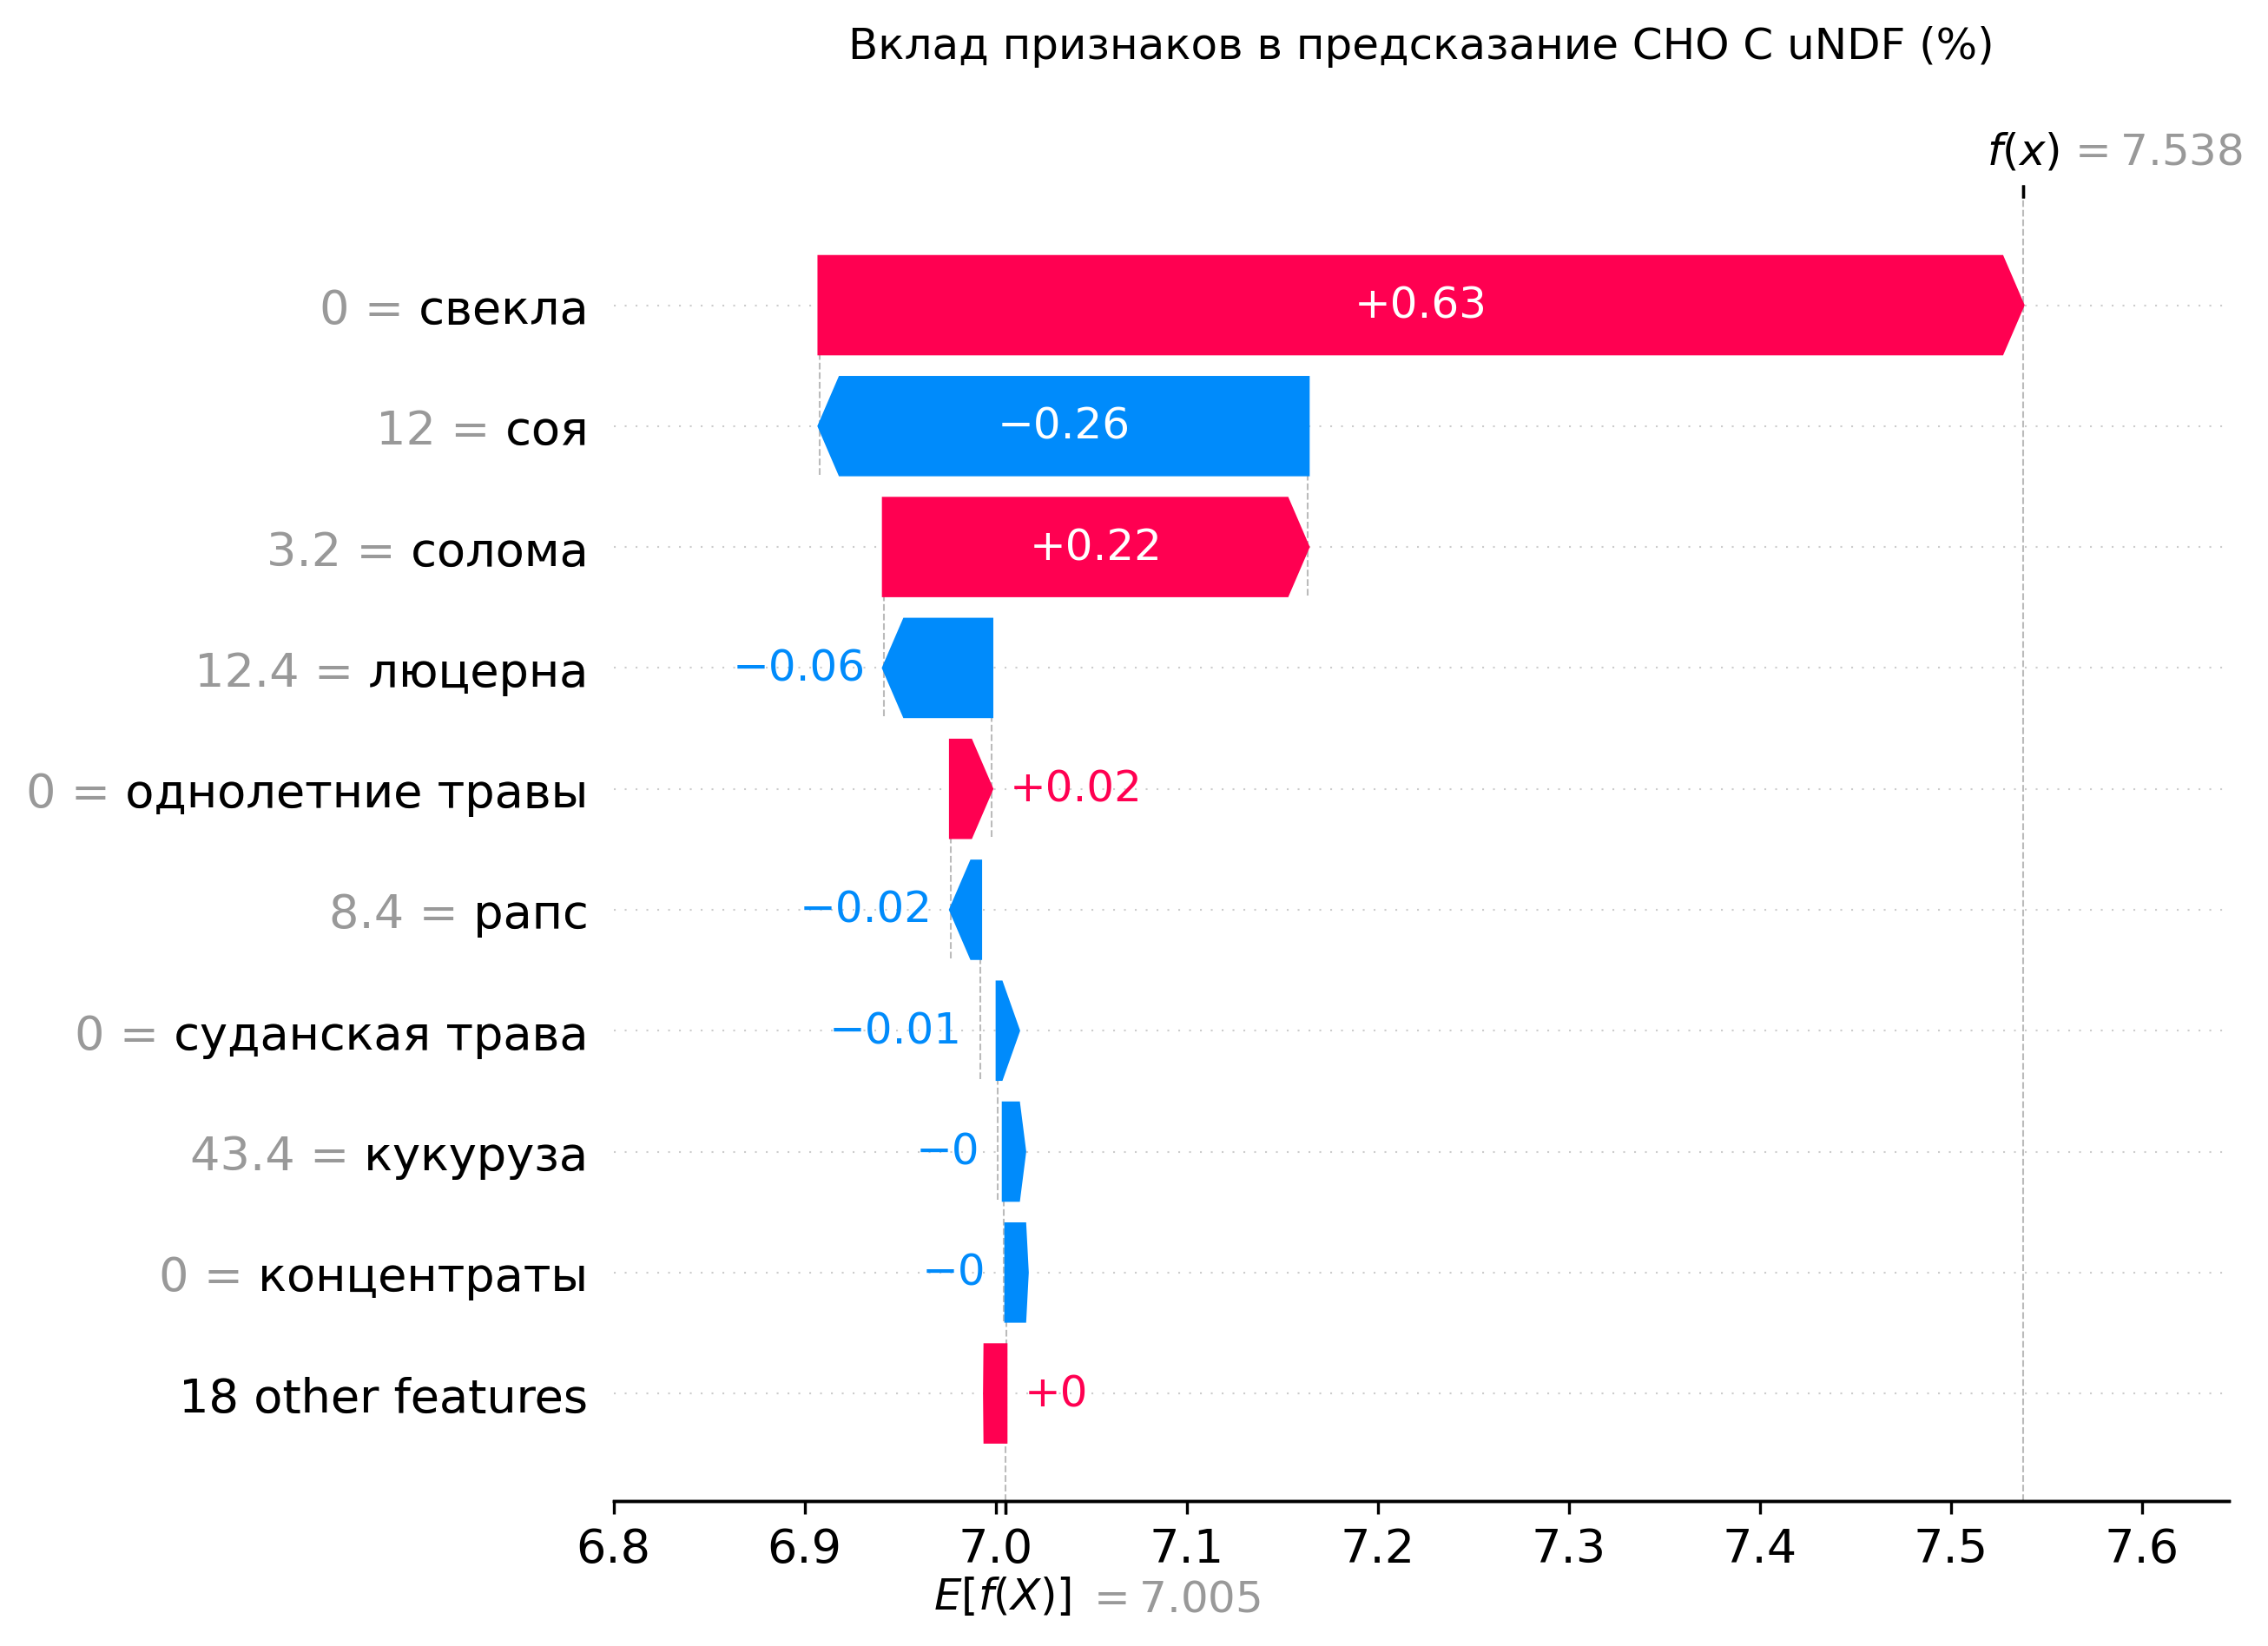 Вклад признаков в предсказание CHO C uNDF (%)
f(x) = 7.538
0 = свекла +0.63
12 = соя −0.26
3.2 = солома +0.22
12.4 = люцерна −0.06
0 = однолетние травы +0.02
8.4 = рапс −0.02
0 = суданская трава −0.01
43.4 = кукуруза −0
0 = концентраты −0
18 other features +0
6.8 6.9 7.0 7.1 7.2 7.3 7.4 7.5 7.6
E[f(X)] = 7.005